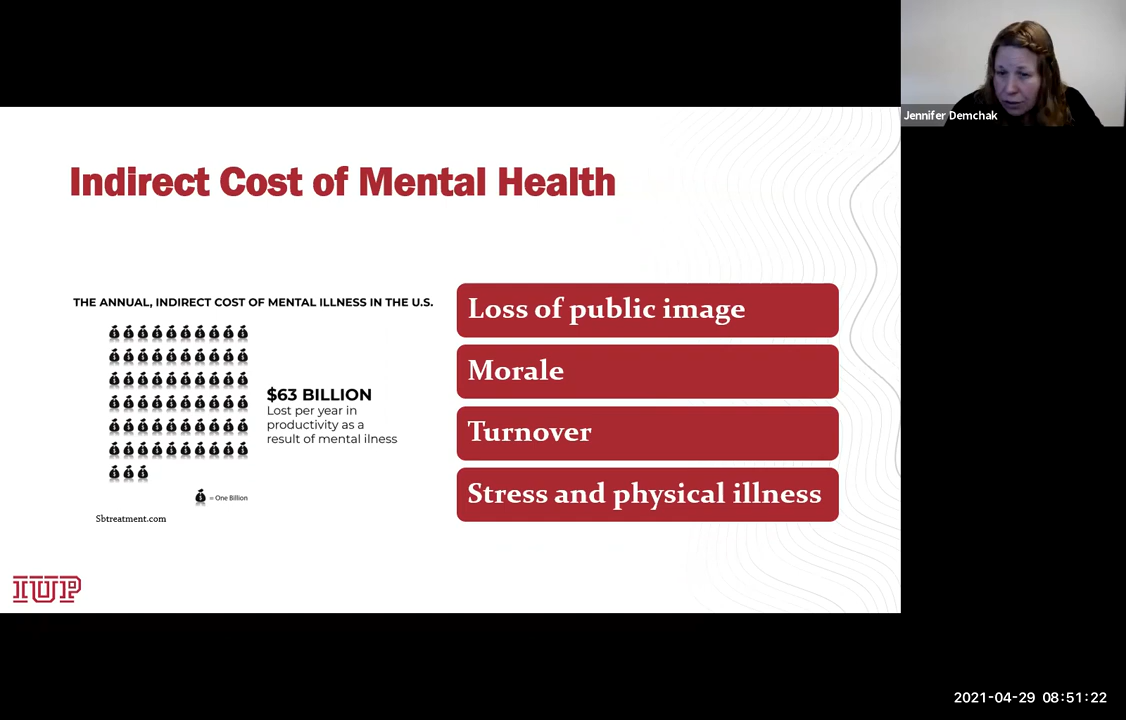 Jennifer Demchak
Indirect Cost of Mental Health
THE ANNUAL, INDIRECT COST OF MENTAL ILLNESS IN THE U.S.
$63 BILLION
Lost per year in
productivity as a
result of mental ilness
= One Billion
Sbtreatment.com
Loss of public image
Morale
Turnover
Stress and physical illness
IUP
2021-04-29 08:51:22